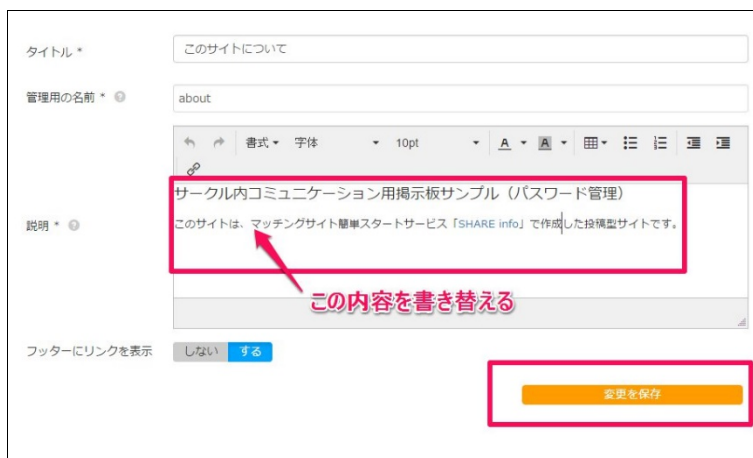 タイトル *
このサイトについて
管理用の名前 *
about
書式 字体 10pt A A
サークル内コミュニケーション用掲示板サンプル（パスワード管理）
説明 *
このサイトは、マッチングサイト簡単スタートサービス「SHARE info」で作成した投稿型サイトです。
この内容を書き替える
フッターにリンクを表示
しない する
変更を保存